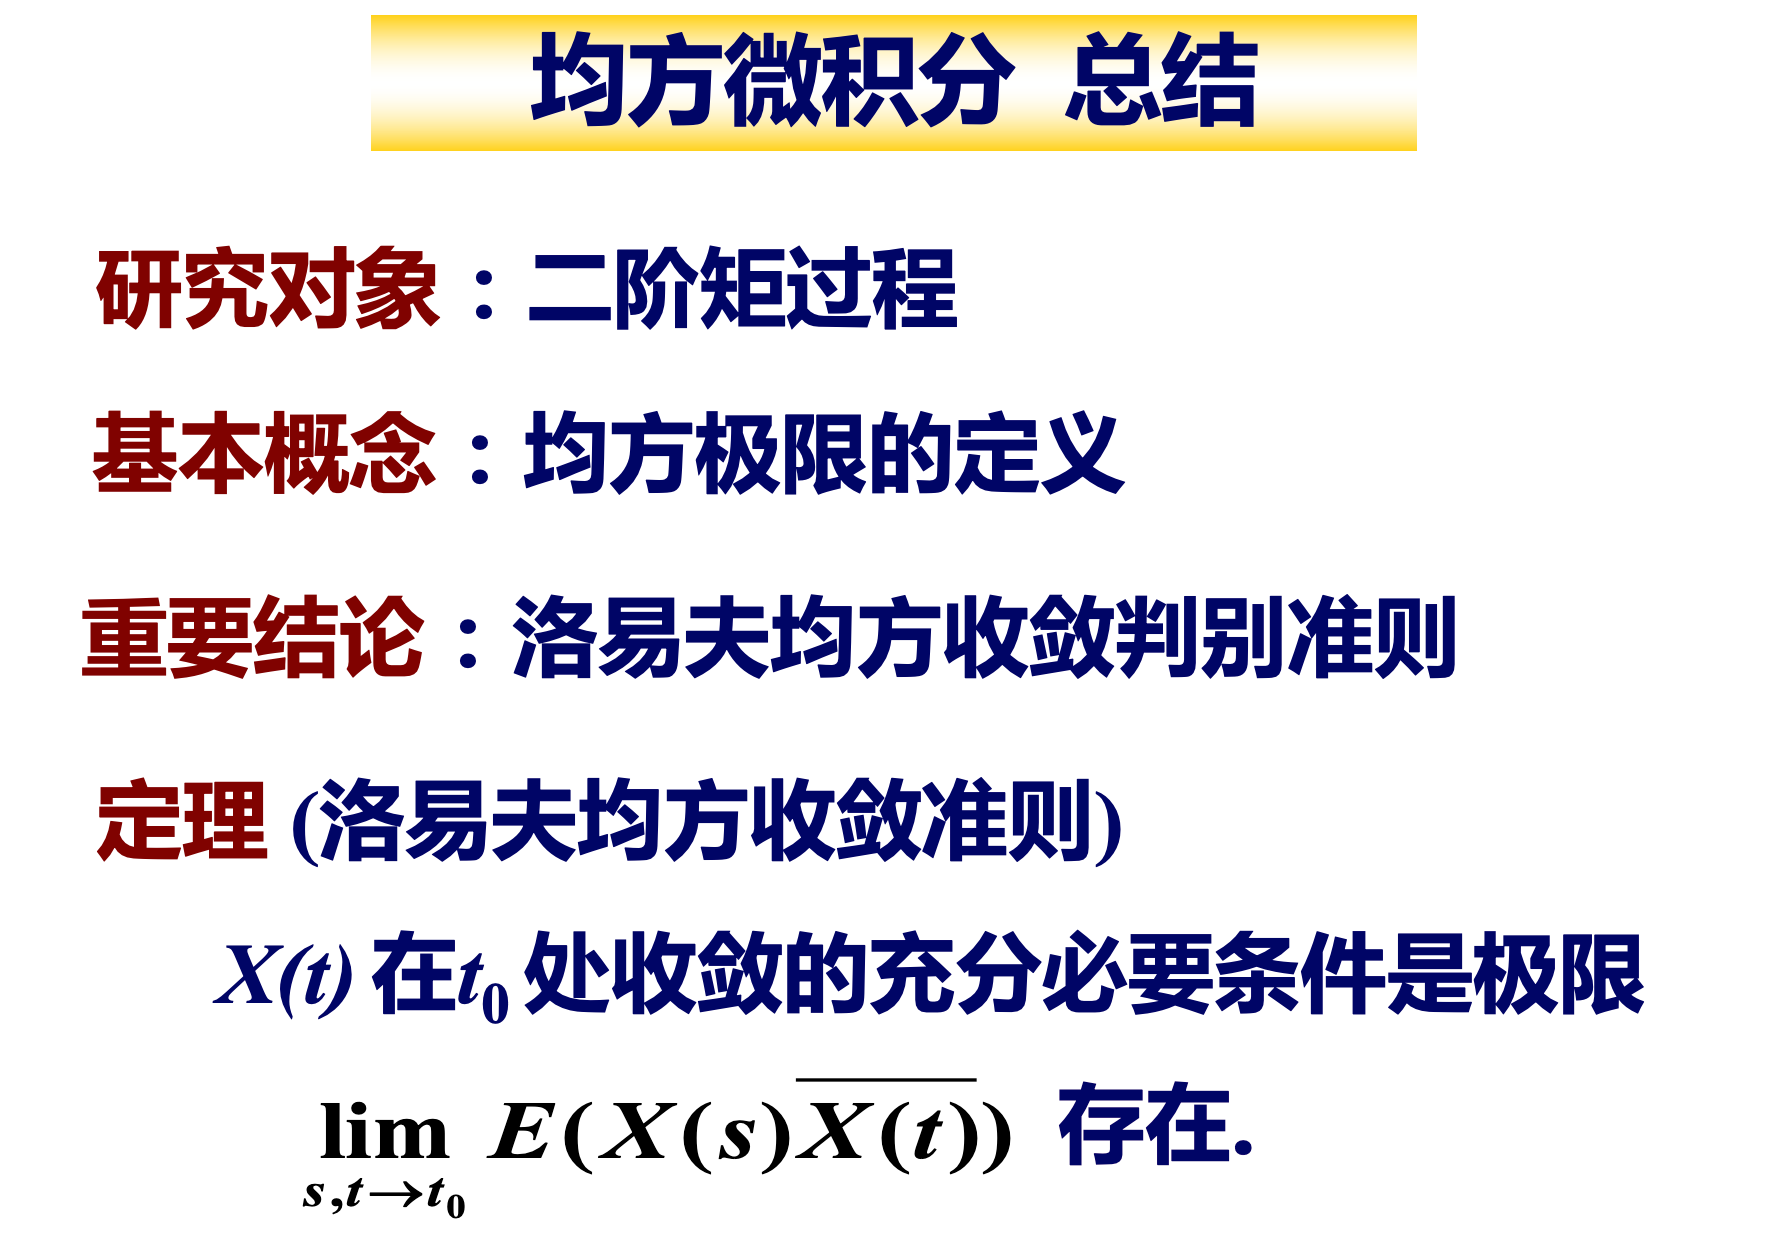 均方微积分 总结
研究对象：二阶矩过程
基本概念：均方极限的定义
重要结论：洛易夫均方收敛判别准则
定理 (洛易夫均方收敛准则)
X(t) 在t₀ 处收敛的充分必要条件是极限
$\lim_{s,t \to t_0} E(X(s)\overline{X(t)})$ 存在.